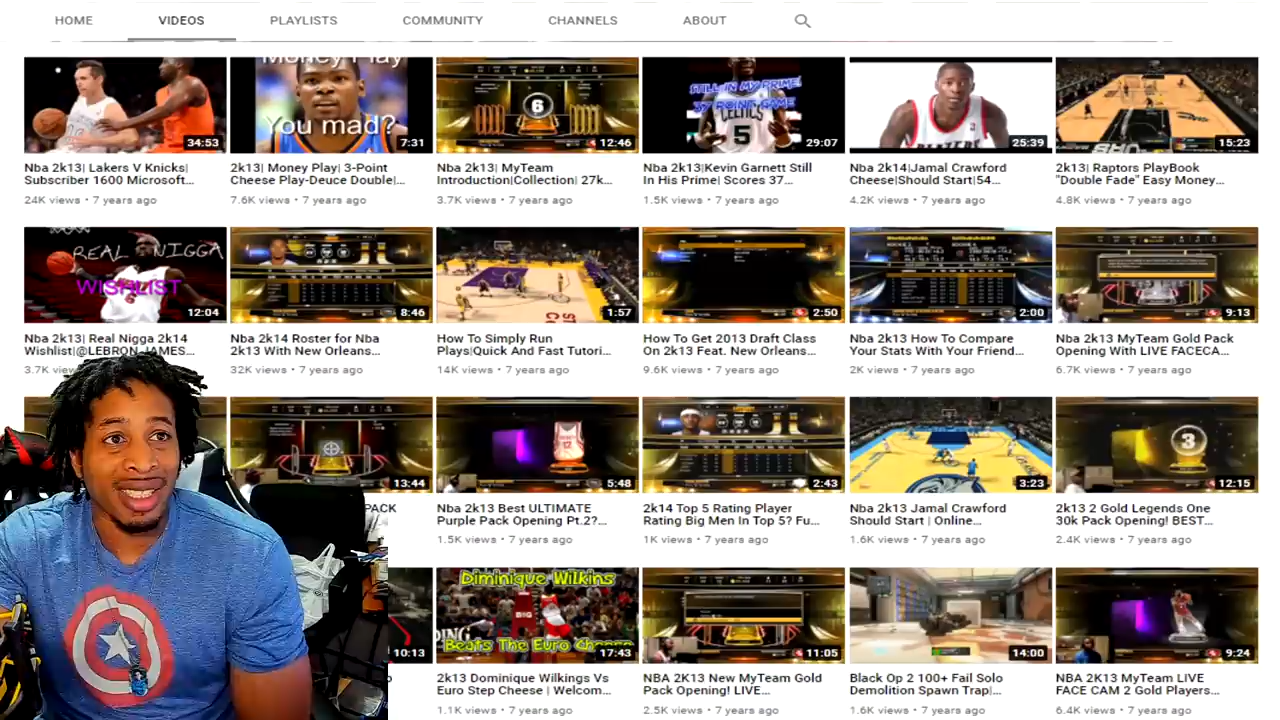 HOME VIDEOS PLAYLISTS COMMUNITY CHANNELS ABOUT
Money Play
You mad?
6
STILL IN MY PRIME!
37 POINT GAME
CELTICS
5
34:53 7:31 12:46 29:07 25:39 15:23
Nba 2k13| Lakers V Knicks|
Subscriber 1600 Microsoft...
24K views • 7 years ago
2k13| Money Play| 3-Point
Cheese Play-Deuce Double|...
7.6K views • 7 years ago
Nba 2k13| MyTeam
Introduction|Collection| 27k...
3.7K views • 7 years ago
Nba 2k13|Kevin Garnett Still
In His Prime| Scores 37...
1.5K views • 7 years ago
Nba 2k14|Jamal Crawford
Cheese|Should Start|54...
4.2K views • 7 years ago
2k13| Raptors PlayBook
"Double Fade" Easy Money...
4.8K views • 7 years ago
REAL NIGGA
WISHLIST
12:04 8:46 1:57 2:50 2:00 9:13
Nba 2k13| Real Nigga 2k14
Wishlist|@LEBRON JAMES...
3.7K
Nba 2k14 Roster for Nba
2k13 With New Orleans...
32K views • 7 years ago
How To Simply Run
Plays|Quick And Fast Tutori...
14K views • 7 years ago
How To Get 2013 Draft Class
On 2k13 Feat. New Orleans...
9.6K views • 7 years ago
Nba 2k13 How To Compare
Your Stats With Your Friend...
2K views • 7 years ago
Nba 2k13 MyTeam Gold Pack
Opening With LIVE FACECA...
6.7K views • 7 years ago
12
3
13:44 5:48 2:43 3:23 12:15
PACK
years ago
Nba 2k13 Best ULTIMATE
Purple Pack Opening Pt.2?...
1.5K views • 7 years ago
2k14 Top 5 Rating Player
Rating Big Men In Top 5? Fu...
1K views • 7 years ago
Nba 2k13 Jamal Crawford
Should Start | Online...
1.6K views • 7 years ago
2k13 2 Gold Legends One
30k Pack Opening! BEST...
2.4K views • 7 years ago
Dominique Wilkins
Beats The Euro Cheese
10:13 17:43 11:05 14:00 9:24
2k13 Dominique Wilkings Vs
Euro Step Cheese | Welcom...
1.1K views • 7 years ago
NBA 2K13 New MyTeam Gold
Pack Opening! LIVE...
2.5K views • 7 years ago
Black Op 2 100+ Fail Solo
Demolition Spawn Trap|...
1.6K views • 7 years ago
NBA 2K13 MyTeam LIVE
FACE CAM 2 Gold Players...
6.4K views • 7 years ago